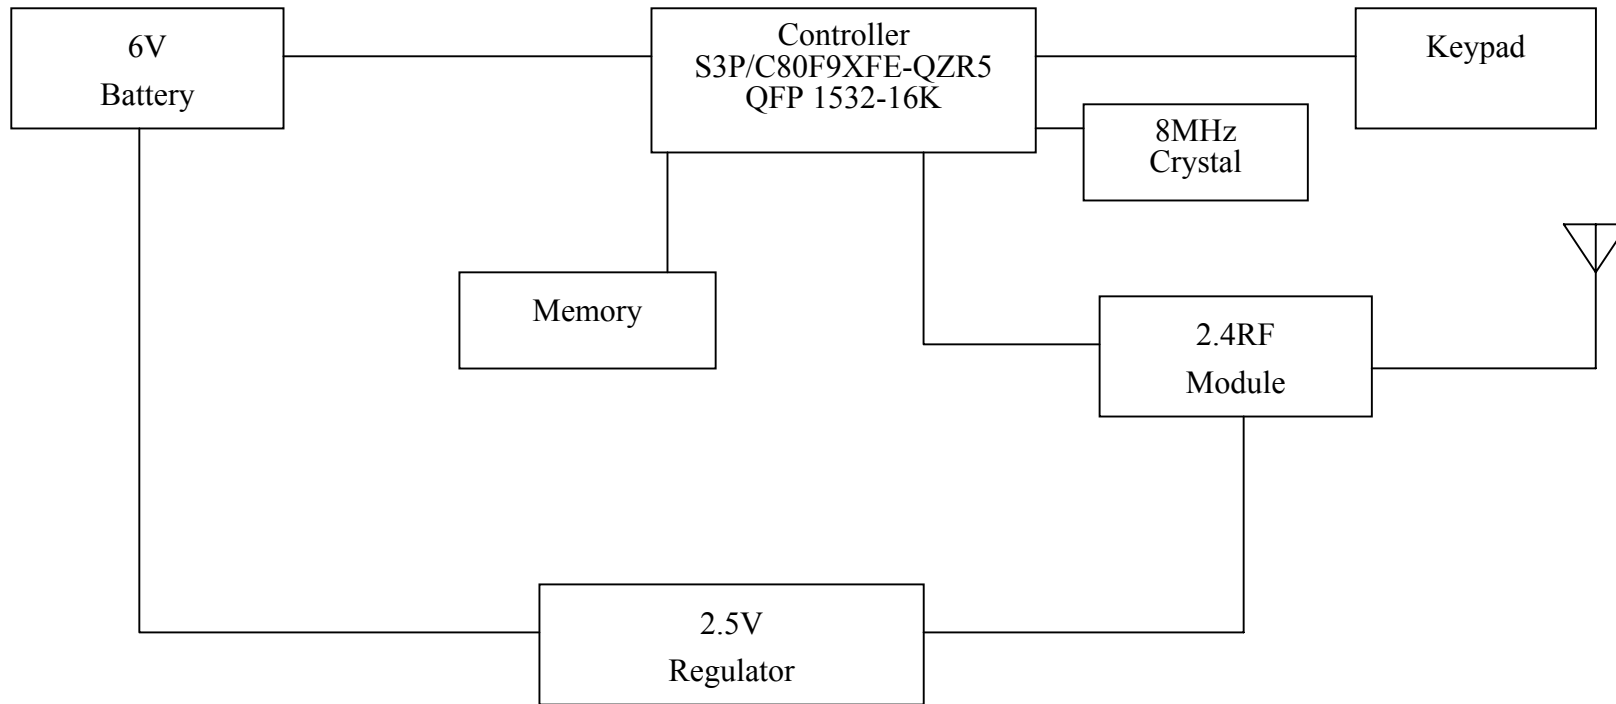 6V
Battery
Controller
S3P/C80F9XFE-QZR5
QFP 1532-16K
Keypad
8MHz
Crystal
Memory
2.4RF
Module
2.5V
Regulator